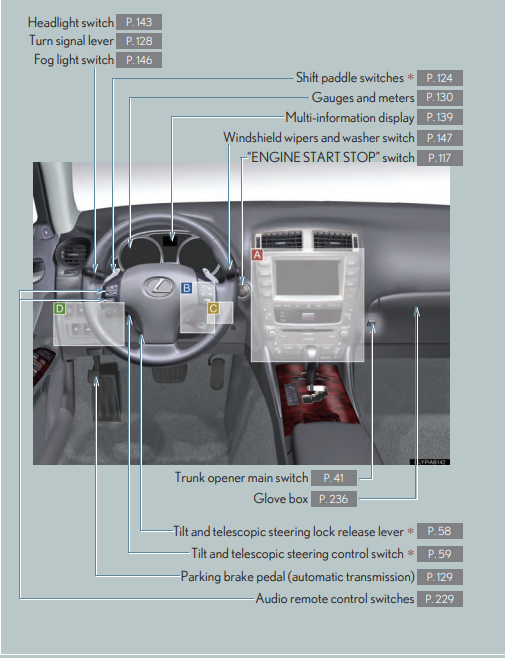 Headlight switch P.143
Turn signal lever P.128
Fog light switch P.146
Shift paddle switches * P.124
Gauges and meters P.130
Multi-information display P.139
Windshield wipers and washer switch P.147
"ENGINE START STOP" switch P.117
A
B
C
D
Trunk opener main switch P.41
Glove box P.236
Tilt and telescopic steering lock release lever * P.58
Tilt and telescopic steering control switch * P.59
Parking brake pedal (automatic transmission) P.129
Audio remote control switches P.229